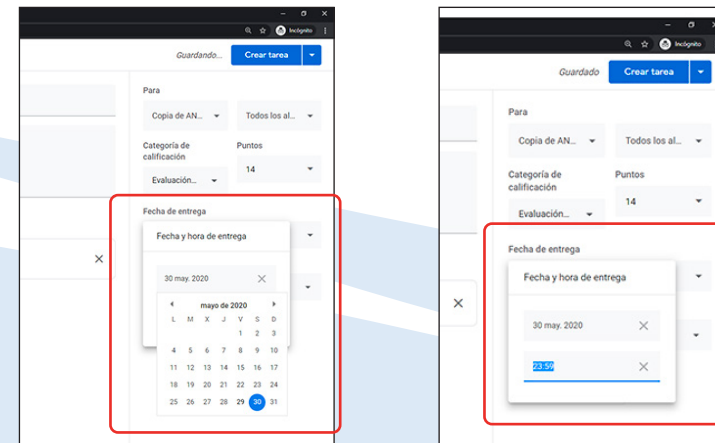 Incógnito
Guardando... Crear tarea
Para
Copia de AN... Todos los al...
Categoría de calificación
Puntos
Evaluación...
14
Fecha de entrega
Fecha y hora de entrega
30 may. 2020
mayo de 2020
L M X J V S D
1 2 3
4 5 6 7 8 9 10
11 12 13 14 15 16 17
18 19 20 21 22 23 24
25 26 27 28 29 30 31
Incógnito
Guardado Crear tarea
Para
Copia de AN... Todos los al...
Categoría de calificación
Puntos
Evaluación...
14
Fecha de entrega
Fecha y hora de entrega
30 may. 2020
23:59